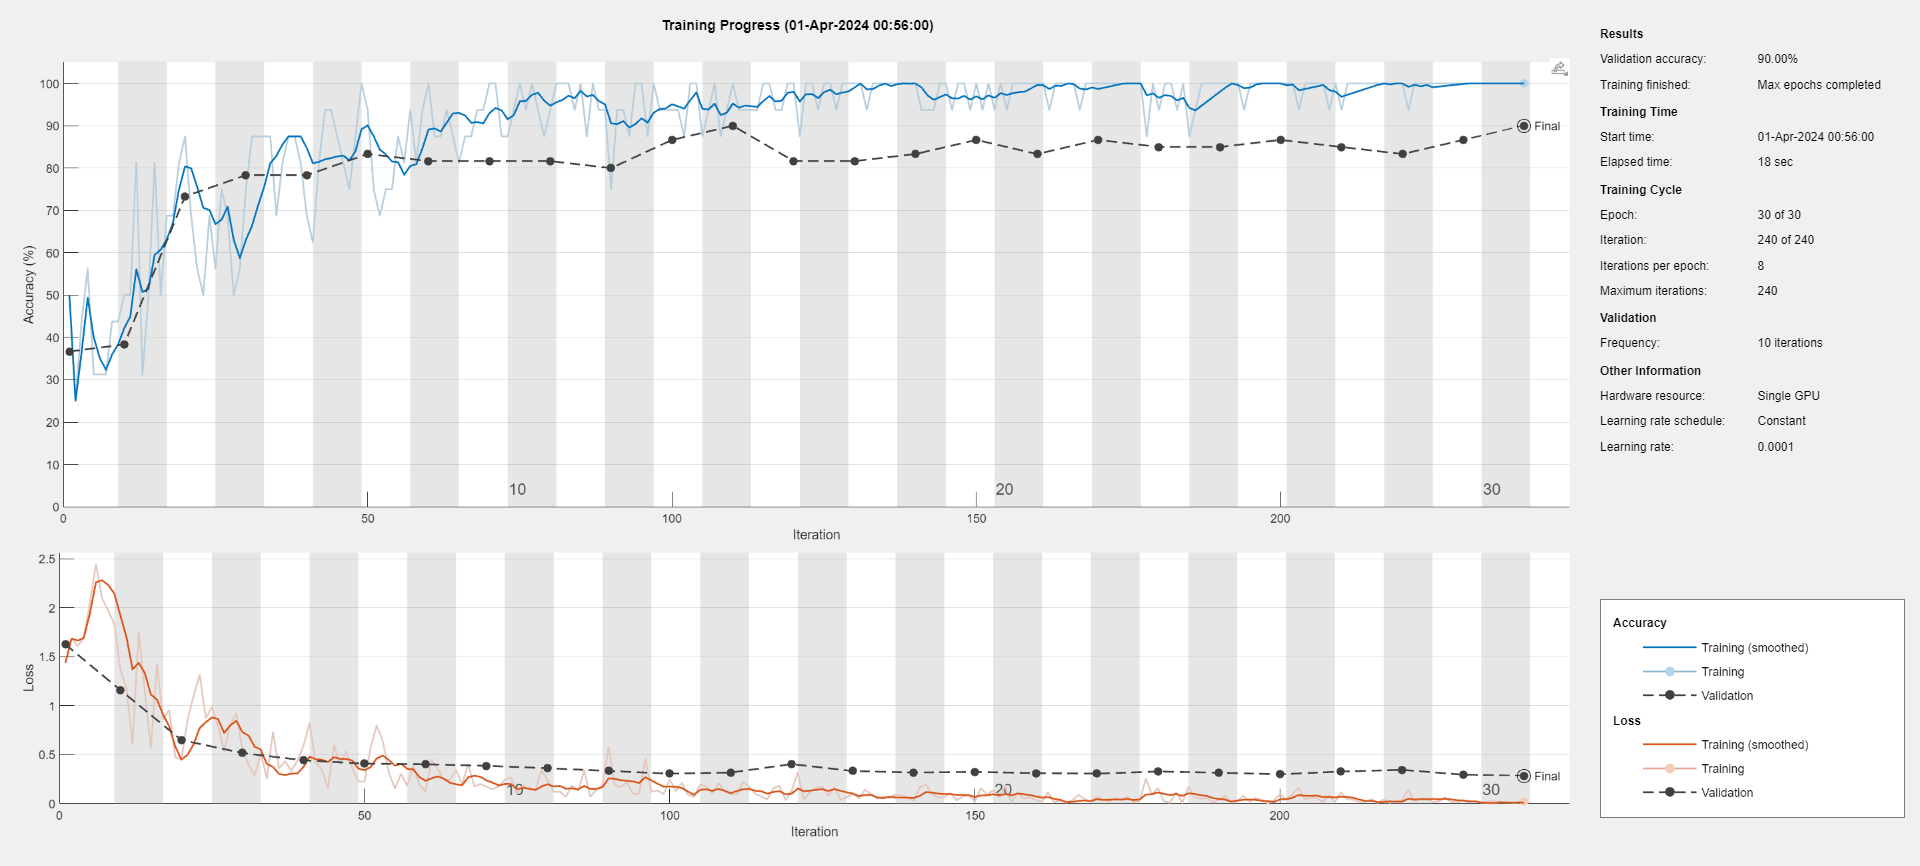 Training Progress (01-Apr-2024 00:56:00)
100
90
80
70
60
50
40
30
20
10
0
Accuracy (%)
Final
10
20
30
0
50
100
150
200
Iteration
2.5
2
1.5
1
0.5
0
Loss
Final
10
20
30
0
50
100
150
200
Iteration
Results
Validation accuracy: 90.00%
Training finished: Max epochs completed
Training Time
Start time: 01-Apr-2024 00:56:00
Elapsed time: 18 sec
Training Cycle
Epoch: 30 of 30
Iteration: 240 of 240
Iterations per epoch: 8
Maximum iterations: 240
Validation
Frequency: 10 iterations
Other Information
Hardware resource: Single GPU
Learning rate schedule: Constant
Learning rate: 0.0001
Accuracy
Training (smoothed)
Training
Validation
Loss
Training (smoothed)
Training
Validation